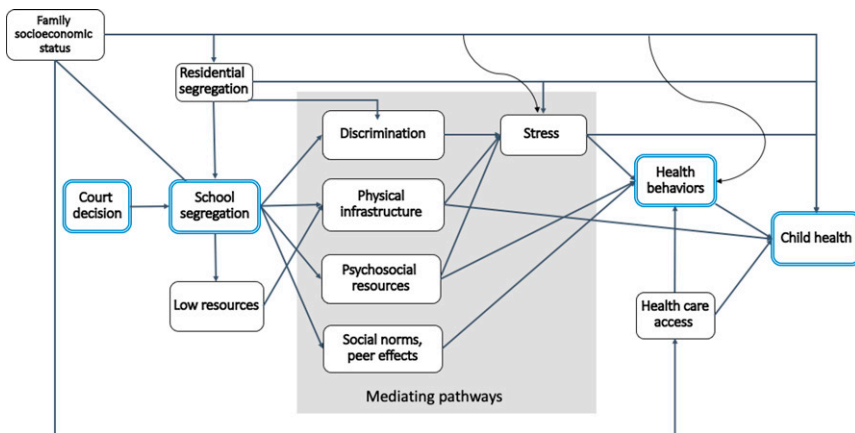 Family
socioeconomic
status
Residential
segregation
Discrimination
Stress
Court
decision
School
segregation
Physical
infrastructure
Health
behaviors
Child health
Low resources
Psychosocial
resources
Health care
access
Social norms,
peer effects
Mediating pathways